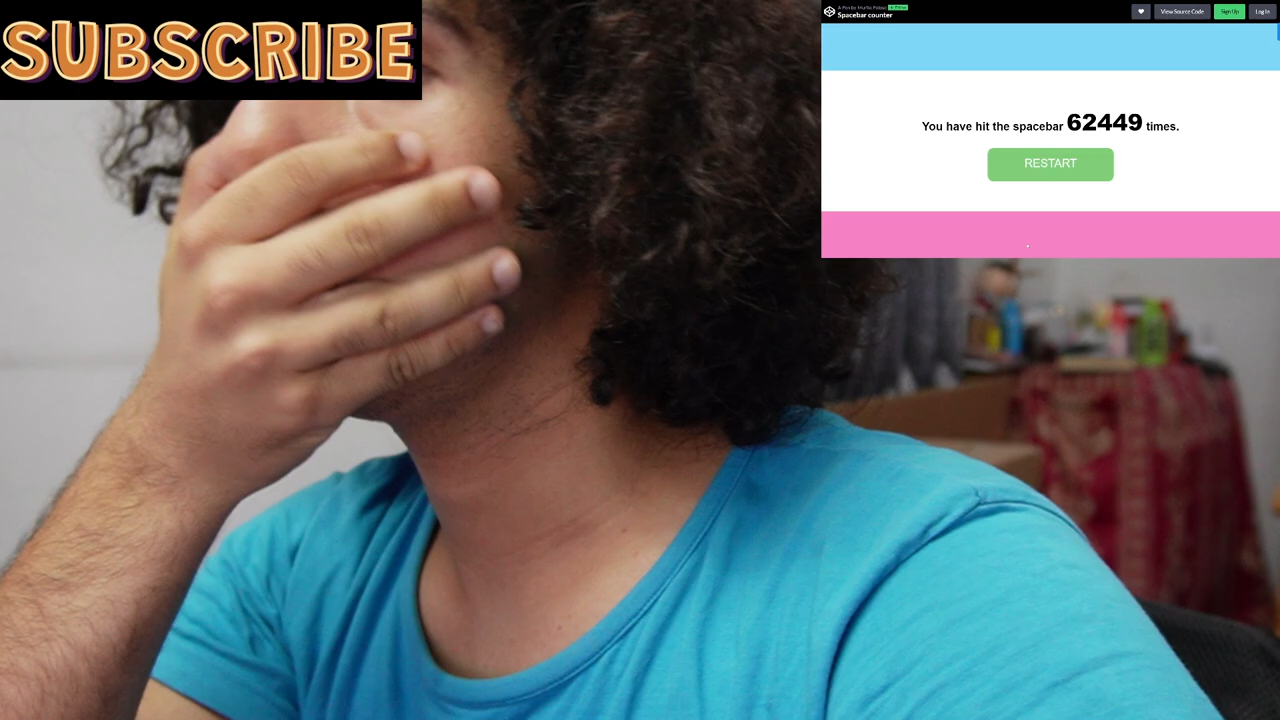 SUBSCRIBE
Spacebar counter
View Source Code
Sign Up
Log In
You have hit the spacebar 62449 times.
RESTART